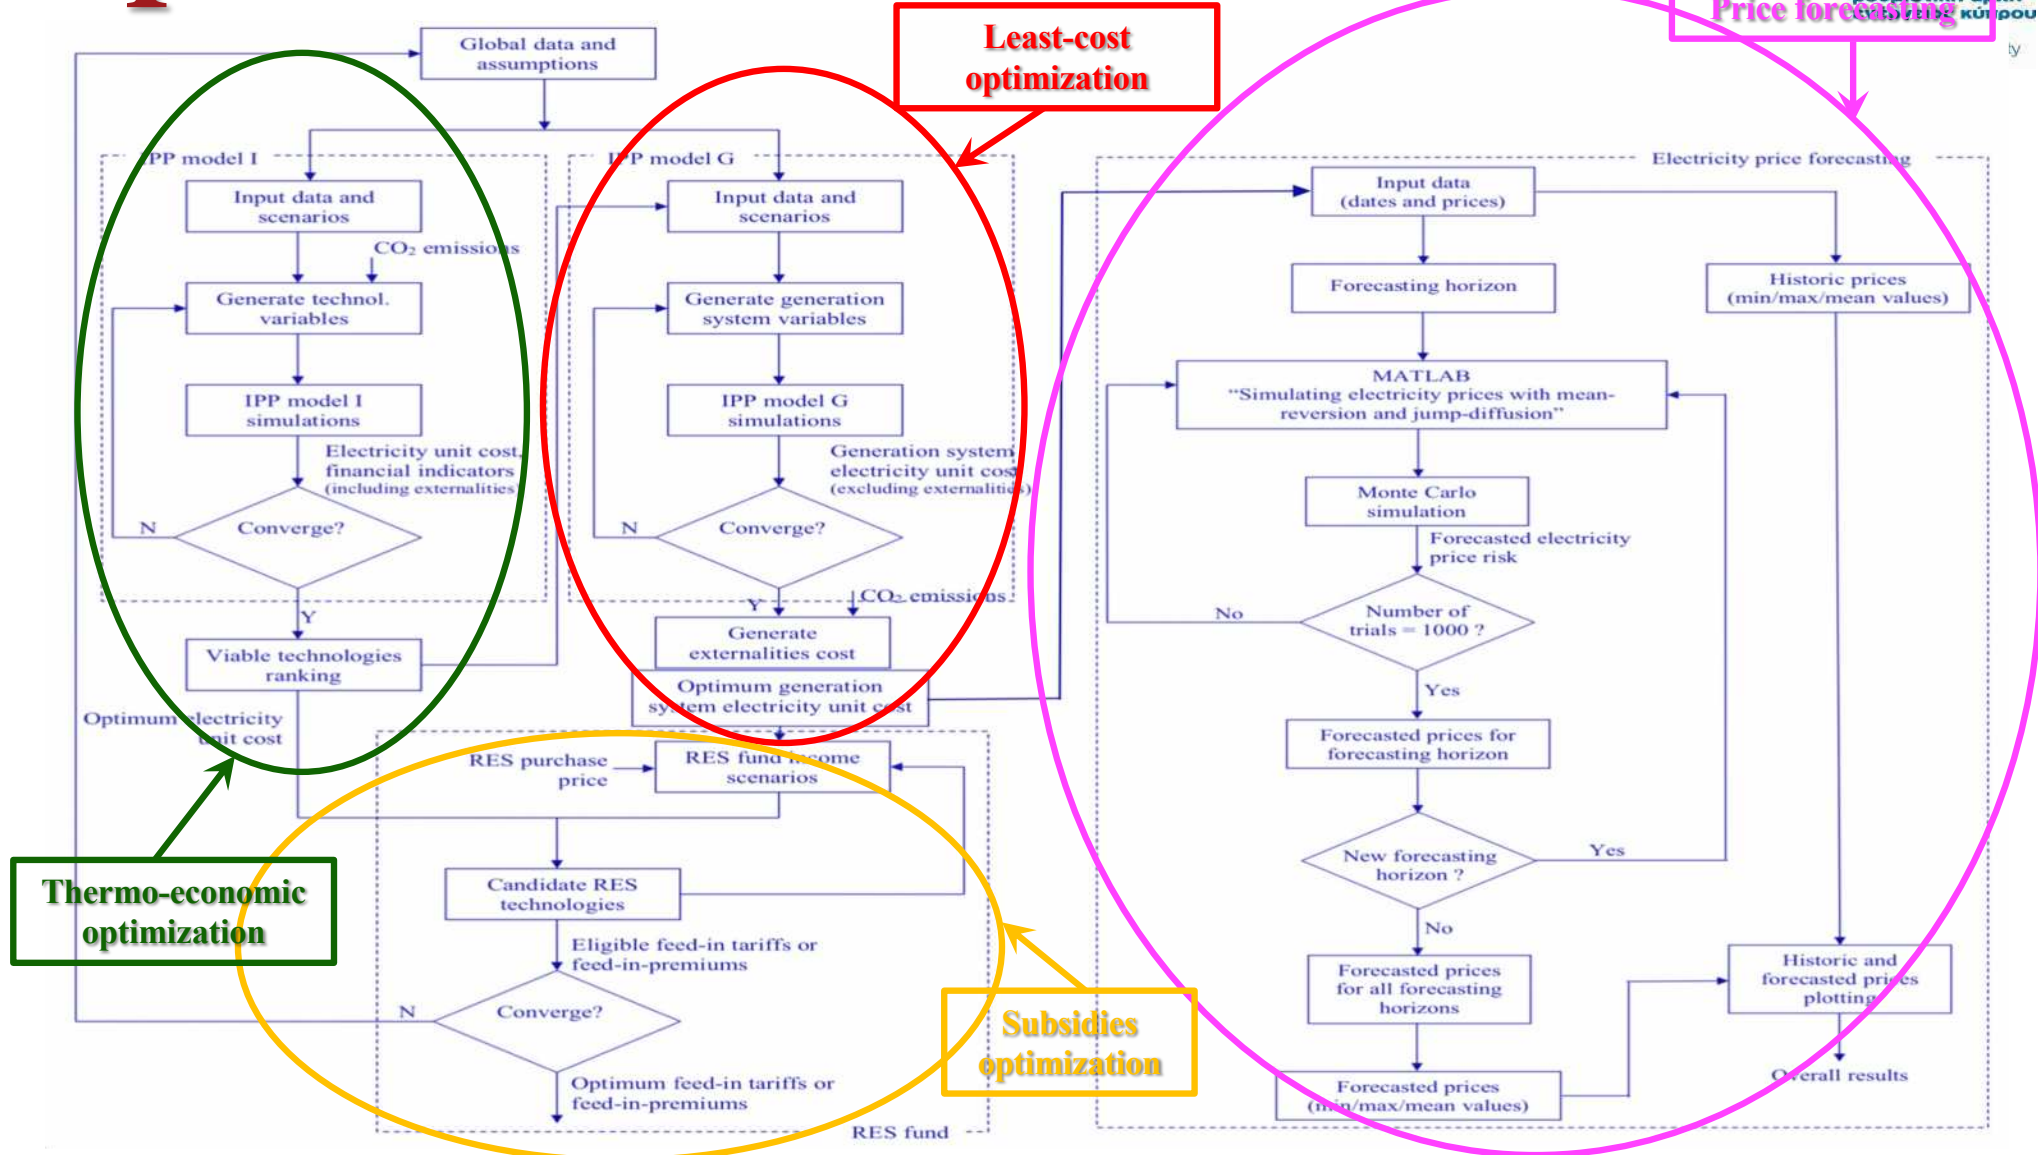 Price forecasting
κύπρου
ty
Least-cost
optimization
Global data and
assumptions
IPP model I
Input data and
scenarios
CO₂ emissions
Generate technol.
variables
IPP model I
simulations
Electricity unit cost,
financial indicators
(including externalities)
Converge?
N
Y
Viable technologies
ranking
Optimum electricity
unit cost
IPP model G
Input data and
scenarios
Generate generation
system variables
IPP model G
simulations
Generation system
electricity unit cost
(excluding externalities)
Converge?
N
Y
CO₂ emissions
Generate
externalities cost
Optimum generation
system electricity unit cost
RES purchase
price
RES fund income
scenarios
Candidate RES
technologies
Eligible feed-in tariffs or
feed-in-premiums
Converge?
N
Optimum feed-in tariffs or
feed-in-premiums
RES fund
Thermo-economic
optimization
Subsidies
optimization
Electricity price forecasting
Input data
(dates and prices)
Forecasting horizon
Historic prices
(min/max/mean values)
MATLAB
“Simulating electricity prices with mean-
reversion and jump-diffusion”
Monte Carlo
simulation
Forecasted electricity
price risk
Number of
trials = 1000 ?
No
Yes
Forecasted prices for
forecasting horizon
New forecasting
horizon ?
Yes
No
Forecasted prices
for all forecasting
horizons
Historic and
forecasted prices
plotting
Forecasted prices
(min/max/mean values)
Overall results